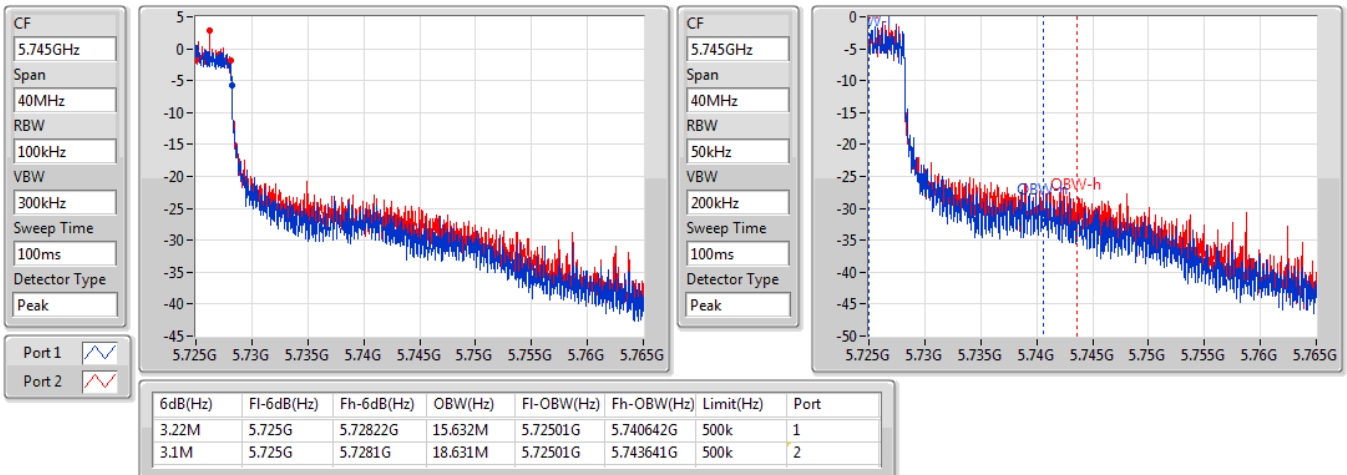 CF
5.745GHz
Span
40MHz
RBW
100kHz
VBW
300kHz
Sweep Time
100ms
Detector Type
Peak
Port 1
Port 2
5
0
-5
-10
-15
-20
-25
-30
-35
-40
-45
5.725G 5.73G 5.735G 5.74G 5.745G 5.75G 5.755G 5.76G 5.765G
CF
5.745GHz
Span
40MHz
RBW
50kHz
VBW
200kHz
Sweep Time
100ms
Detector Type
Peak
0
-5
-10
-15
-20
-25
-30
-35
-40
-45
-50
OBW-h
5.725G 5.73G 5.735G 5.74G 5.745G 5.75G 5.755G 5.76G 5.765G
6dB(Hz) Fl-6dB(Hz) Fh-6dB(Hz) OBW(Hz) Fl-OBW(Hz) Fh-OBW(Hz) Limit(Hz) Port
3.22M 5.725G 5.72822G 15.632M 5.72501G 5.740642G 500k 1
3.1M 5.725G 5.7281G 18.631M 5.72501G 5.743641G 500k 2